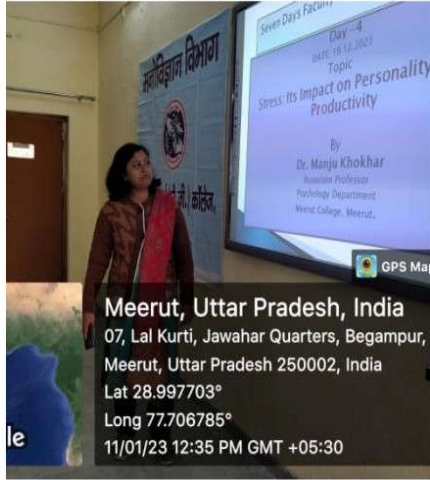 Seven Days Faculty
Day -4
DATE 19.12.2023
Topic
Stress: Its Impact on Personality
Productivity
By
Dr. Manju Khokhar
Associate Professor
Psychology Department
Meerut College, Meerut.
मनोविज्ञान विभाग
कॉलेज,
GPS Map
Meerut, Uttar Pradesh, India
07, Lal Kurti, Jawahar Quarters, Begampur,
Meerut, Uttar Pradesh 250002, India
Lat 28.997703°
Long 77.706785°
11/01/23 12:35 PM GMT +05:30
le